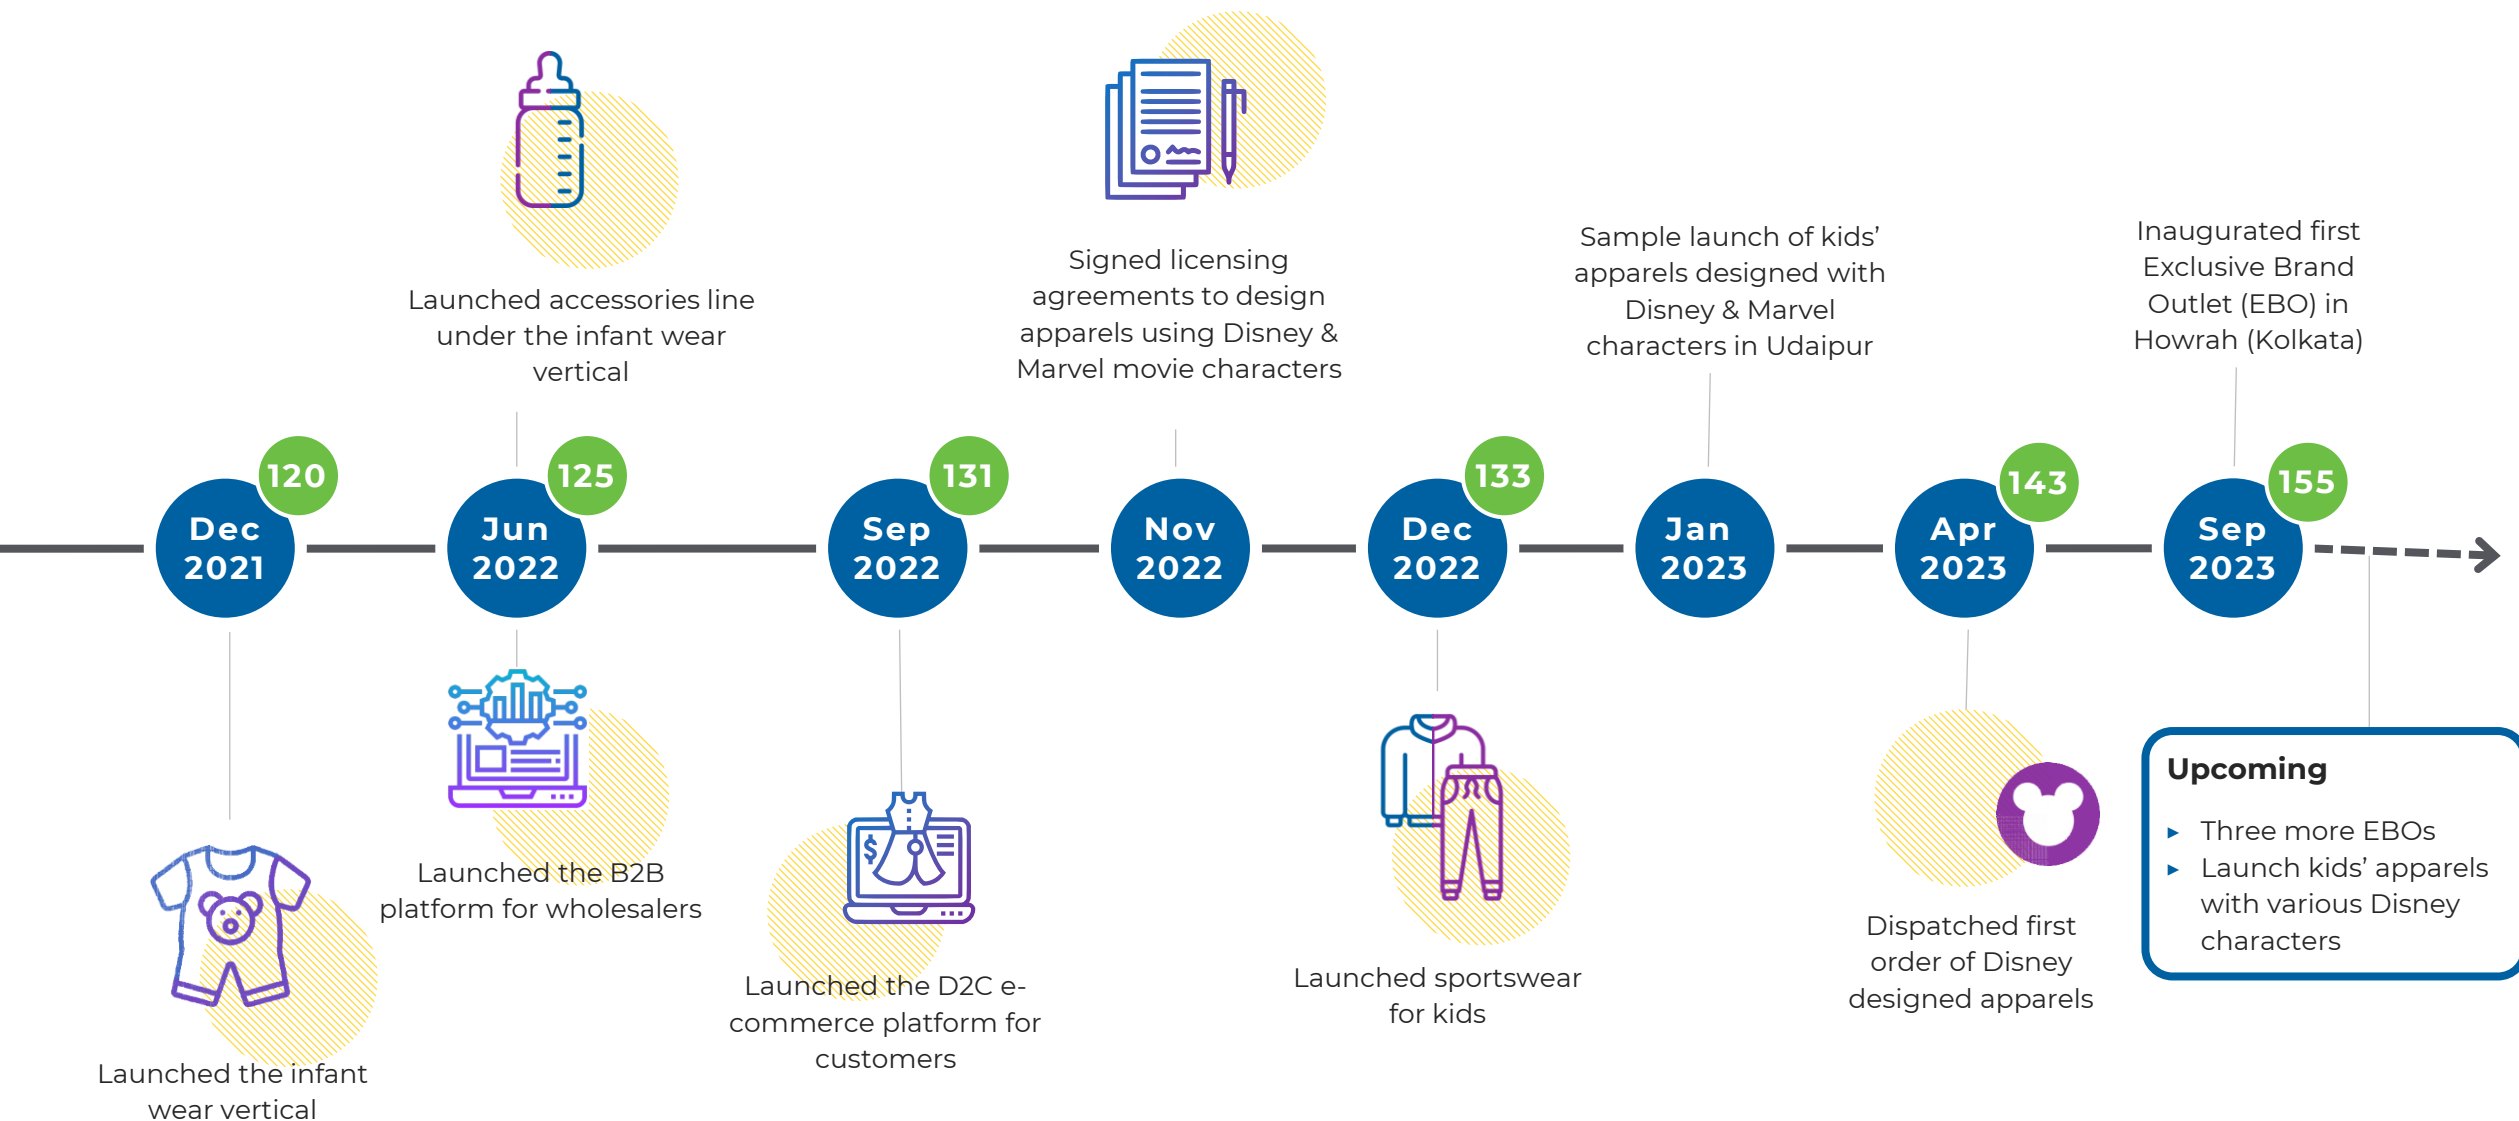 Launched accessories line
under the infant wear
vertical
Signed licensing
agreements to design
apparels using Disney &
Marvel movie characters
Sample launch of kids’
apparels designed with
Disney & Marvel
characters in Udaipur
Inaugurated first
Exclusive Brand
Outlet (EBO) in
Howrah (Kolkata)
120
Dec
2021
125
Jun
2022
131
Sep
2022
Nov
2022
133
Dec
2022
Jan
2023
143
Apr
2023
155
Sep
2023
Launched the infant
wear vertical
Launched the B2B
platform for wholesalers
$
Launched the D2C e-
commerce platform for
customers
Launched sportswear
for kids
Dispatched first
order of Disney
designed apparels
Upcoming
▸ Three more EBOs
▸ Launch kids’ apparels
with various Disney
characters